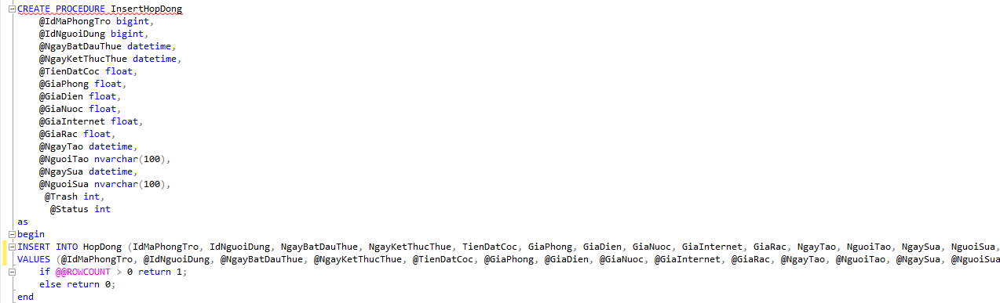 CREATE PROCEDURE InsertHopDong
@IdMaPhongTro bigint,
@IdNguoiDung bigint,
@NgayBatDauThue datetime,
@NgayKetThucThue datetime,
@TienDatCoc float,
@GiaPhong float,
@GiaDien float,
@GiaNuoc float,
@GiaInternet float,
@GiaRac float,
@NgayTao datetime,
@NguoiTao nvarchar(100),
@NgaySua datetime,
@NguoiSua nvarchar(100),
@Trash int,
@Status int
as
begin
INSERT INTO HopDong (IdMaPhongTro, IdNguoiDung, NgayBatDauThue, NgayKetThucThue, TienDatCoc, GiaPhong, GiaDien, GiaNuoc, GiaInternet, GiaRac, NgayTao, NguoiTao, NgaySua, NguoiSua,
VALUES (@IdMaPhongTro, @IdNguoiDung, @NgayBatDauThue, @NgayKetThucThue, @TienDatCoc, @GiaPhong, @GiaDien, @GiaNuoc, @GiaInternet, @GiaRac, @NgayTao, @NguoiTao, @NgaySua, @NguoiSua
if @@ROWCOUNT > 0 return 1;
else return 0;
end